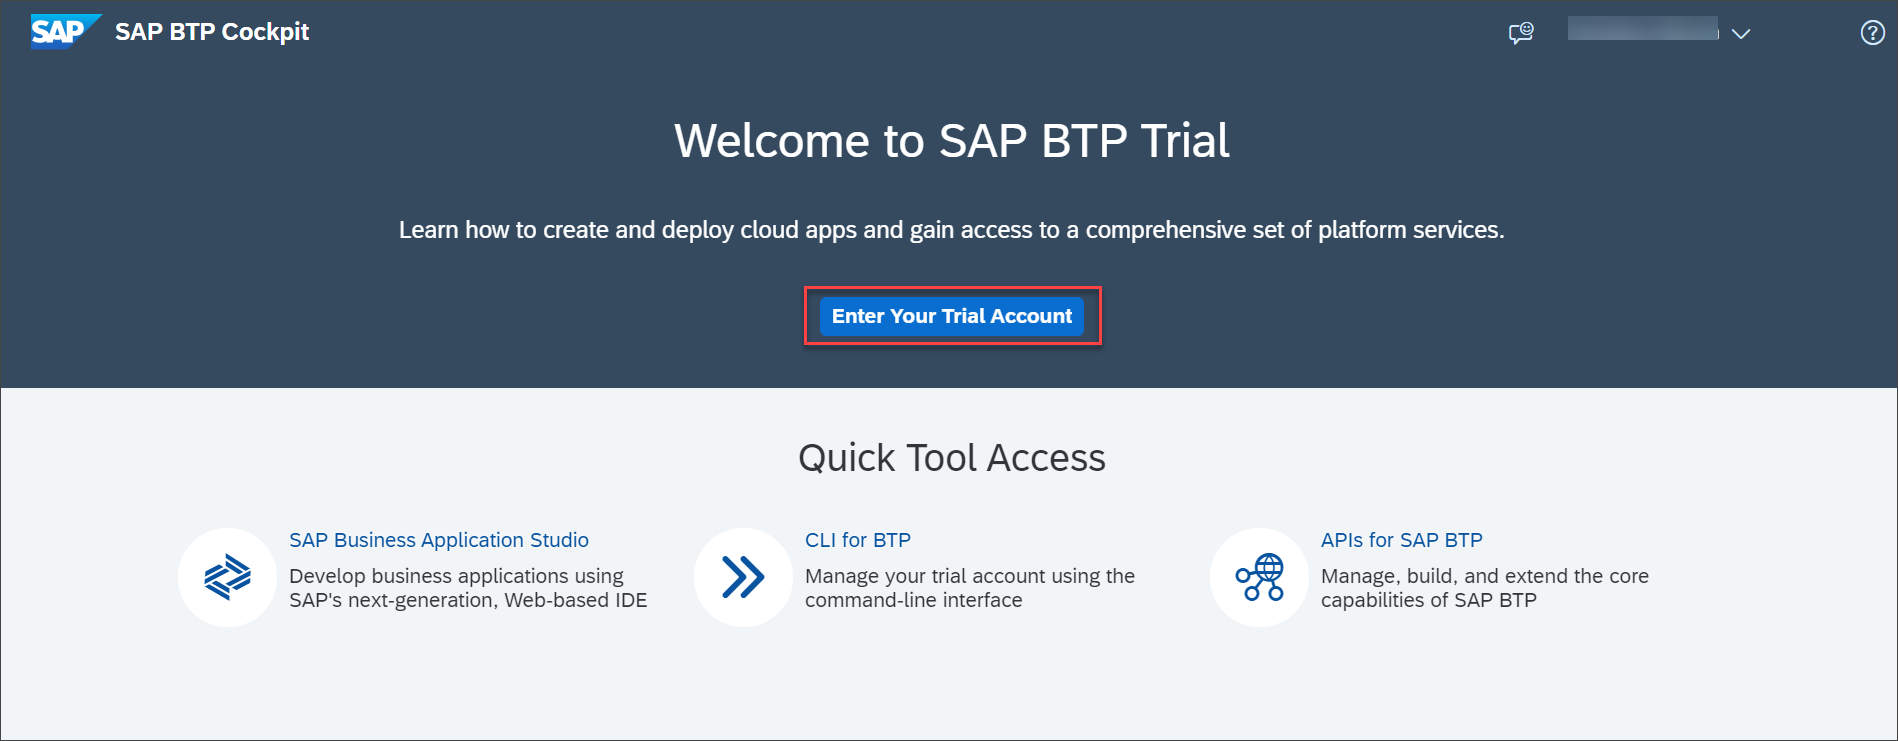 SAP SAP BTP Cockpit
Welcome to SAP BTP Trial
Learn how to create and deploy cloud apps and gain access to a comprehensive set of platform services.
Enter Your Trial Account
Quick Tool Access
SAP Business Application Studio
Develop business applications using
SAP's next-generation, Web-based IDE
CLI for BTP
Manage your trial account using the
command-line interface
APIs for SAP BTP
Manage, build, and extend the core
capabilities of SAP BTP